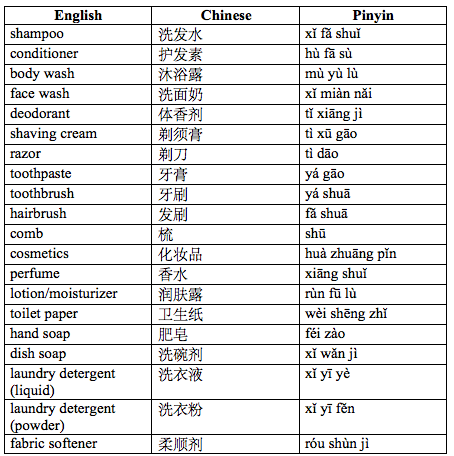 English Chinese Pinyin
shampoo 洗发水 xǐ fǎ shuǐ
conditioner 护发素 hù fǎ sù
body wash 沐浴露 mù yù lù
face wash 洗面奶 xǐ miàn nǎi
deodorant 体香剂 tǐ xiāng jì
shaving cream 剃须膏 tì xū gāo
razor 剃刀 tì dāo
toothpaste 牙膏 yá gāo
toothbrush 牙刷 yá shuā
hairbrush 发刷 fǎ shuā
comb 梳 shū
cosmetics 化妆品 huà zhuāng pǐn
perfume 香水 xiāng shuǐ
lotion/moisturizer 润肤露 rùn fū lù
toilet paper 卫生纸 wèi shēng zhǐ
hand soap 肥皂 féi zào
dish soap 洗碗剂 xǐ wǎn jì
laundry detergent 洗衣液 xǐ yī yè
(liquid)
laundry detergent 洗衣粉 xǐ yī fěn
(powder)
fabric softener 柔顺剂 róu shùn jì